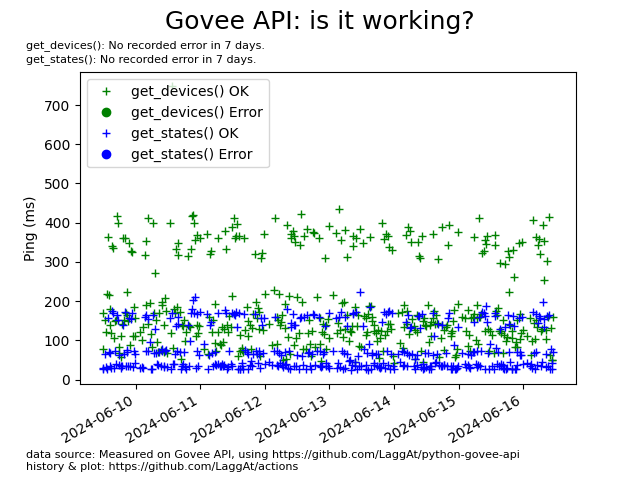 Govee API: is it working?
get_devices(): No recorded error in 7 days.
get_states(): No recorded error in 7 days.
get_devices() OK
get_devices() Error
get_states() OK
get_states() Error
Ping (ms)
700
600
500
400
300
200
100
0
2024-06-10
2024-06-11
2024-06-12
2024-06-13
2024-06-14
2024-06-15
2024-06-16
data source: Measured on Govee API, using https://github.com/LaggAt/python-govee-api
history & plot: https://github.com/LaggAt/actions